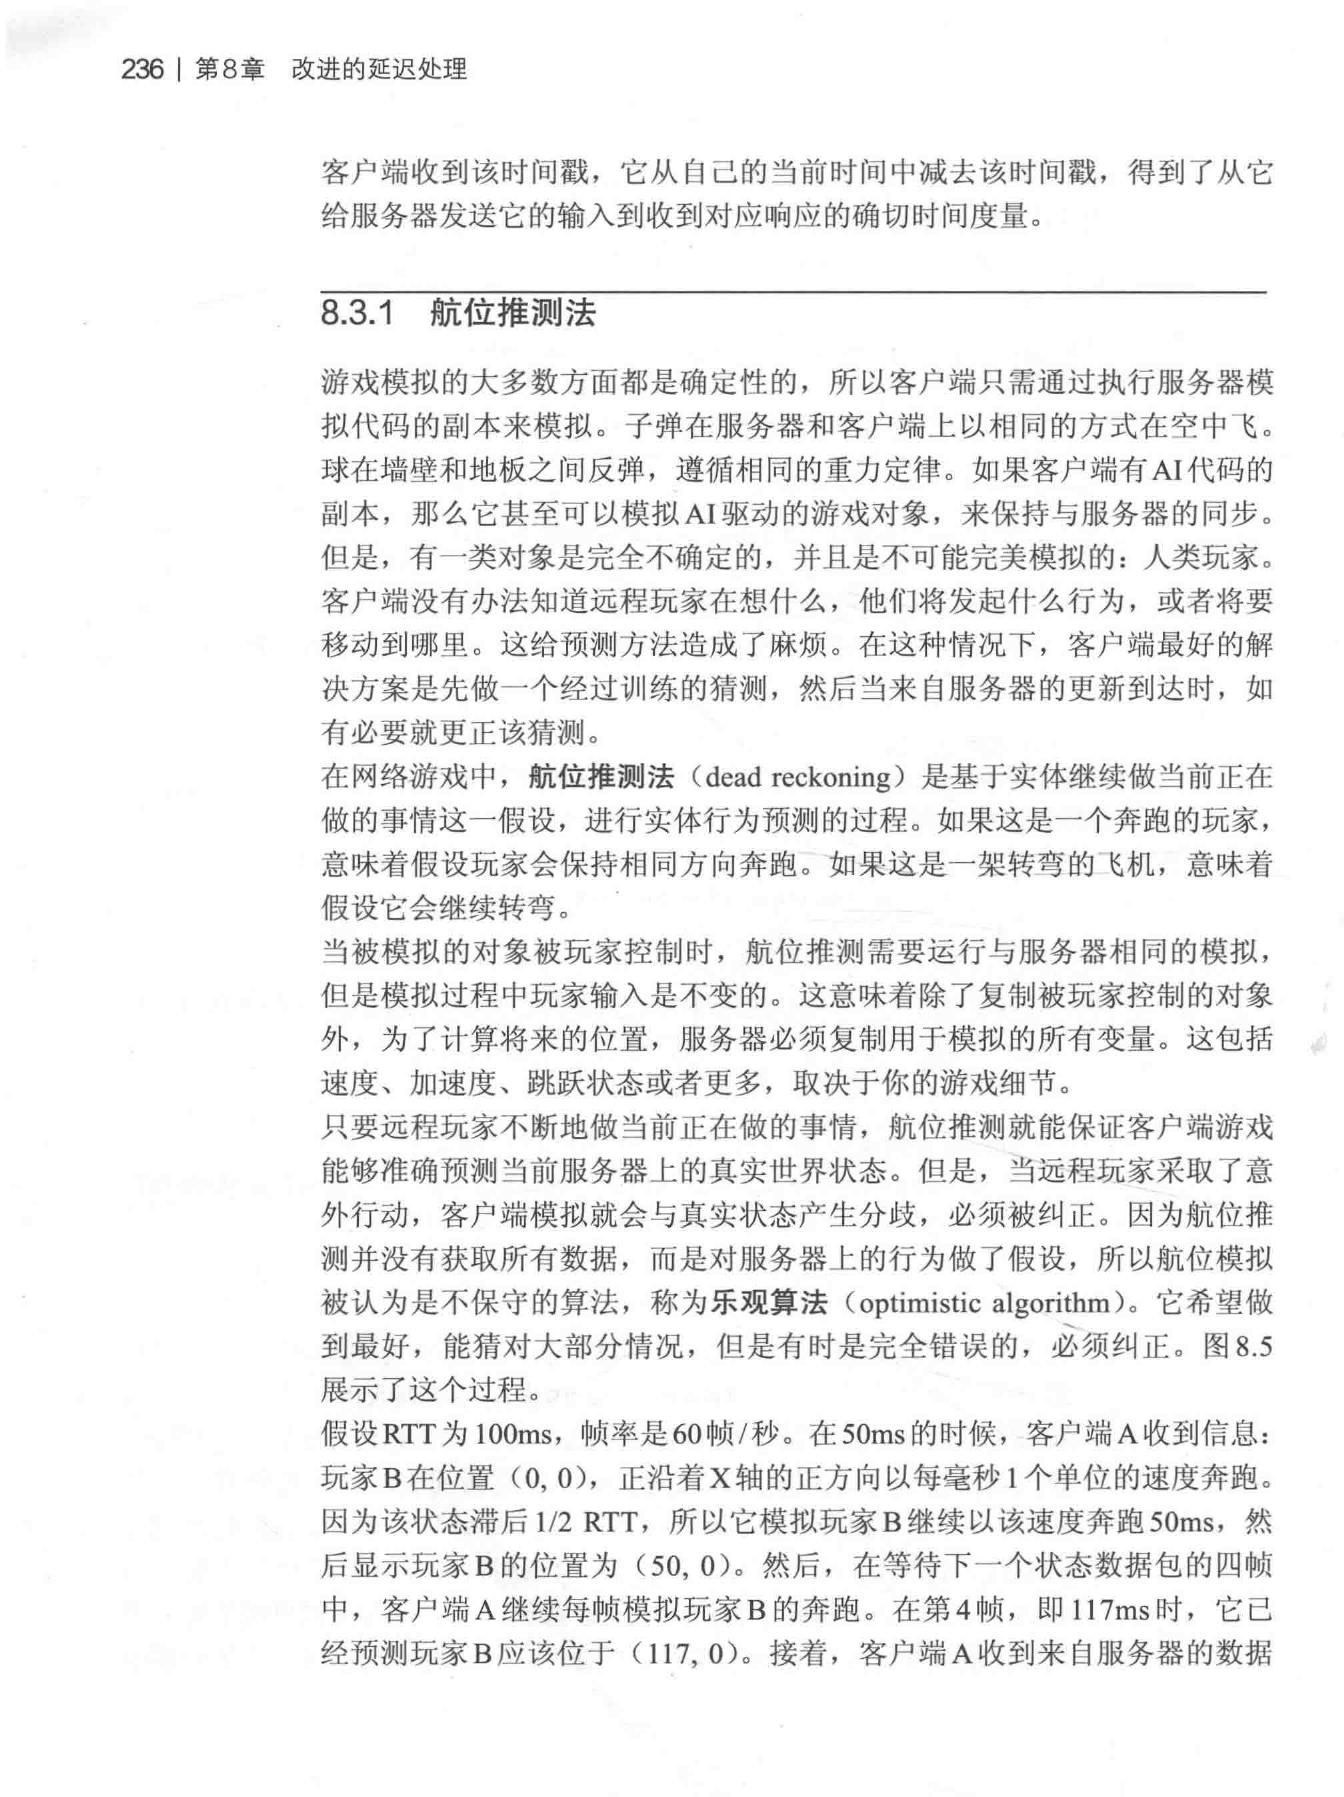 236 | 第8章 改进的延迟处理
客户端收到该时间戳，它从自己的当前时间中减去该时间戳，得到了从它
给服务器发送它的输入到收到对应响应的确切时间度量。
8.3.1 航位推测法
游戏模拟的大多数方面都是确定性的，所以客户端只需通过执行服务器模
拟代码的副本来模拟。子弹在服务器和客户端上以相同的方式在空中飞。
球在墙壁和地板之间反弹，遵循相同的重力定律。如果客户端有AI代码的
副本，那么它甚至可以模拟AI驱动的游戏对象，来保持与服务器的同步。
但是，有一类对象是完全不确定的，并且是不可能完美模拟的：人类玩家。
客户端没有办法知道远程玩家在想什么，他们将发起什么行为，或者将要
移动到哪里。这给预测方法造成了麻烦。在这种情况下，客户端最好的解
决方案是先做一个经过训练的猜测，然后当来自服务器的更新到达时，如
有必要就更正该猜测。
在网络游戏中，航位推测法（dead reckoning）是基于实体继续做当前正在
做的事情这一假设，进行实体行为预测的过程。如果这是一个奔跑的玩家，
意味着假设玩家会保持相同方向奔跑。如果这是一架转弯的飞机，意味着
假设它会继续转弯。
当被模拟的对象被玩家控制时，航位推测需要运行与服务器相同的模拟，
但是模拟过程中玩家输入是不变的。这意味着除了复制被玩家控制的对象
外，为了计算将来的位置，服务器必须复制用于模拟的所有变量。这包括
速度、加速度、跳跃状态或者更多，取决于你的游戏细节。
只要远程玩家不断地做当前正在做的事情，航位推测就能保证客户端游戏
能够准确预测当前服务器上的真实世界状态。但是，当远程玩家采取了意
外行动，客户端模拟就会与真实状态产生分歧，必须被纠正。因为航位推
测并没有获取所有数据，而是对服务器上的行为做了假设，所以航位模拟
被认为是不保守的算法，称为乐观算法（optimistic algorithm）。它希望做
到最好，能猜对大部分情况，但是有时是完全错误的，必须纠正。图8.5
展示了这个过程。
假设RTT为100ms，帧率是60帧/秒。在50ms的时候，客户端A收到信息：
玩家B在位置（0, 0），正沿着X轴的正方向以每毫秒1个单位的速度奔跑。
因为该状态滞后1/2 RTT，所以它模拟玩家B继续以该速度奔跑50ms，然
后显示玩家B的位置为（50, 0）。然后，在等待下一个状态数据包的四帧
中，客户端A继续每帧模拟玩家B的奔跑。在第4帧，即117ms时，它已
经预测玩家B应该位于（117, 0）。接着，客户端A收到来自服务器的数据